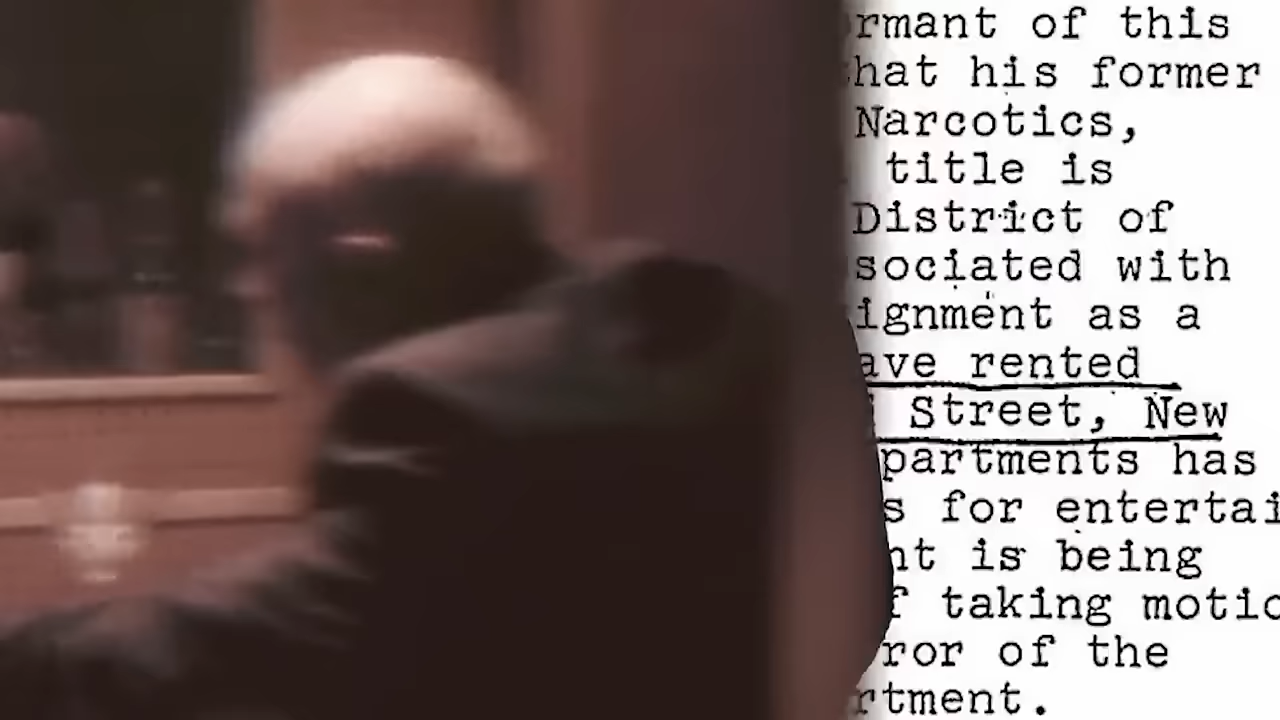 rmant of this
hat his former
Narcotics,
title is
District of
sociated with
ignment as a
ave rented
Street, New
partments has
s for entertai
nt is being
f taking motio
ror of the
rtment.